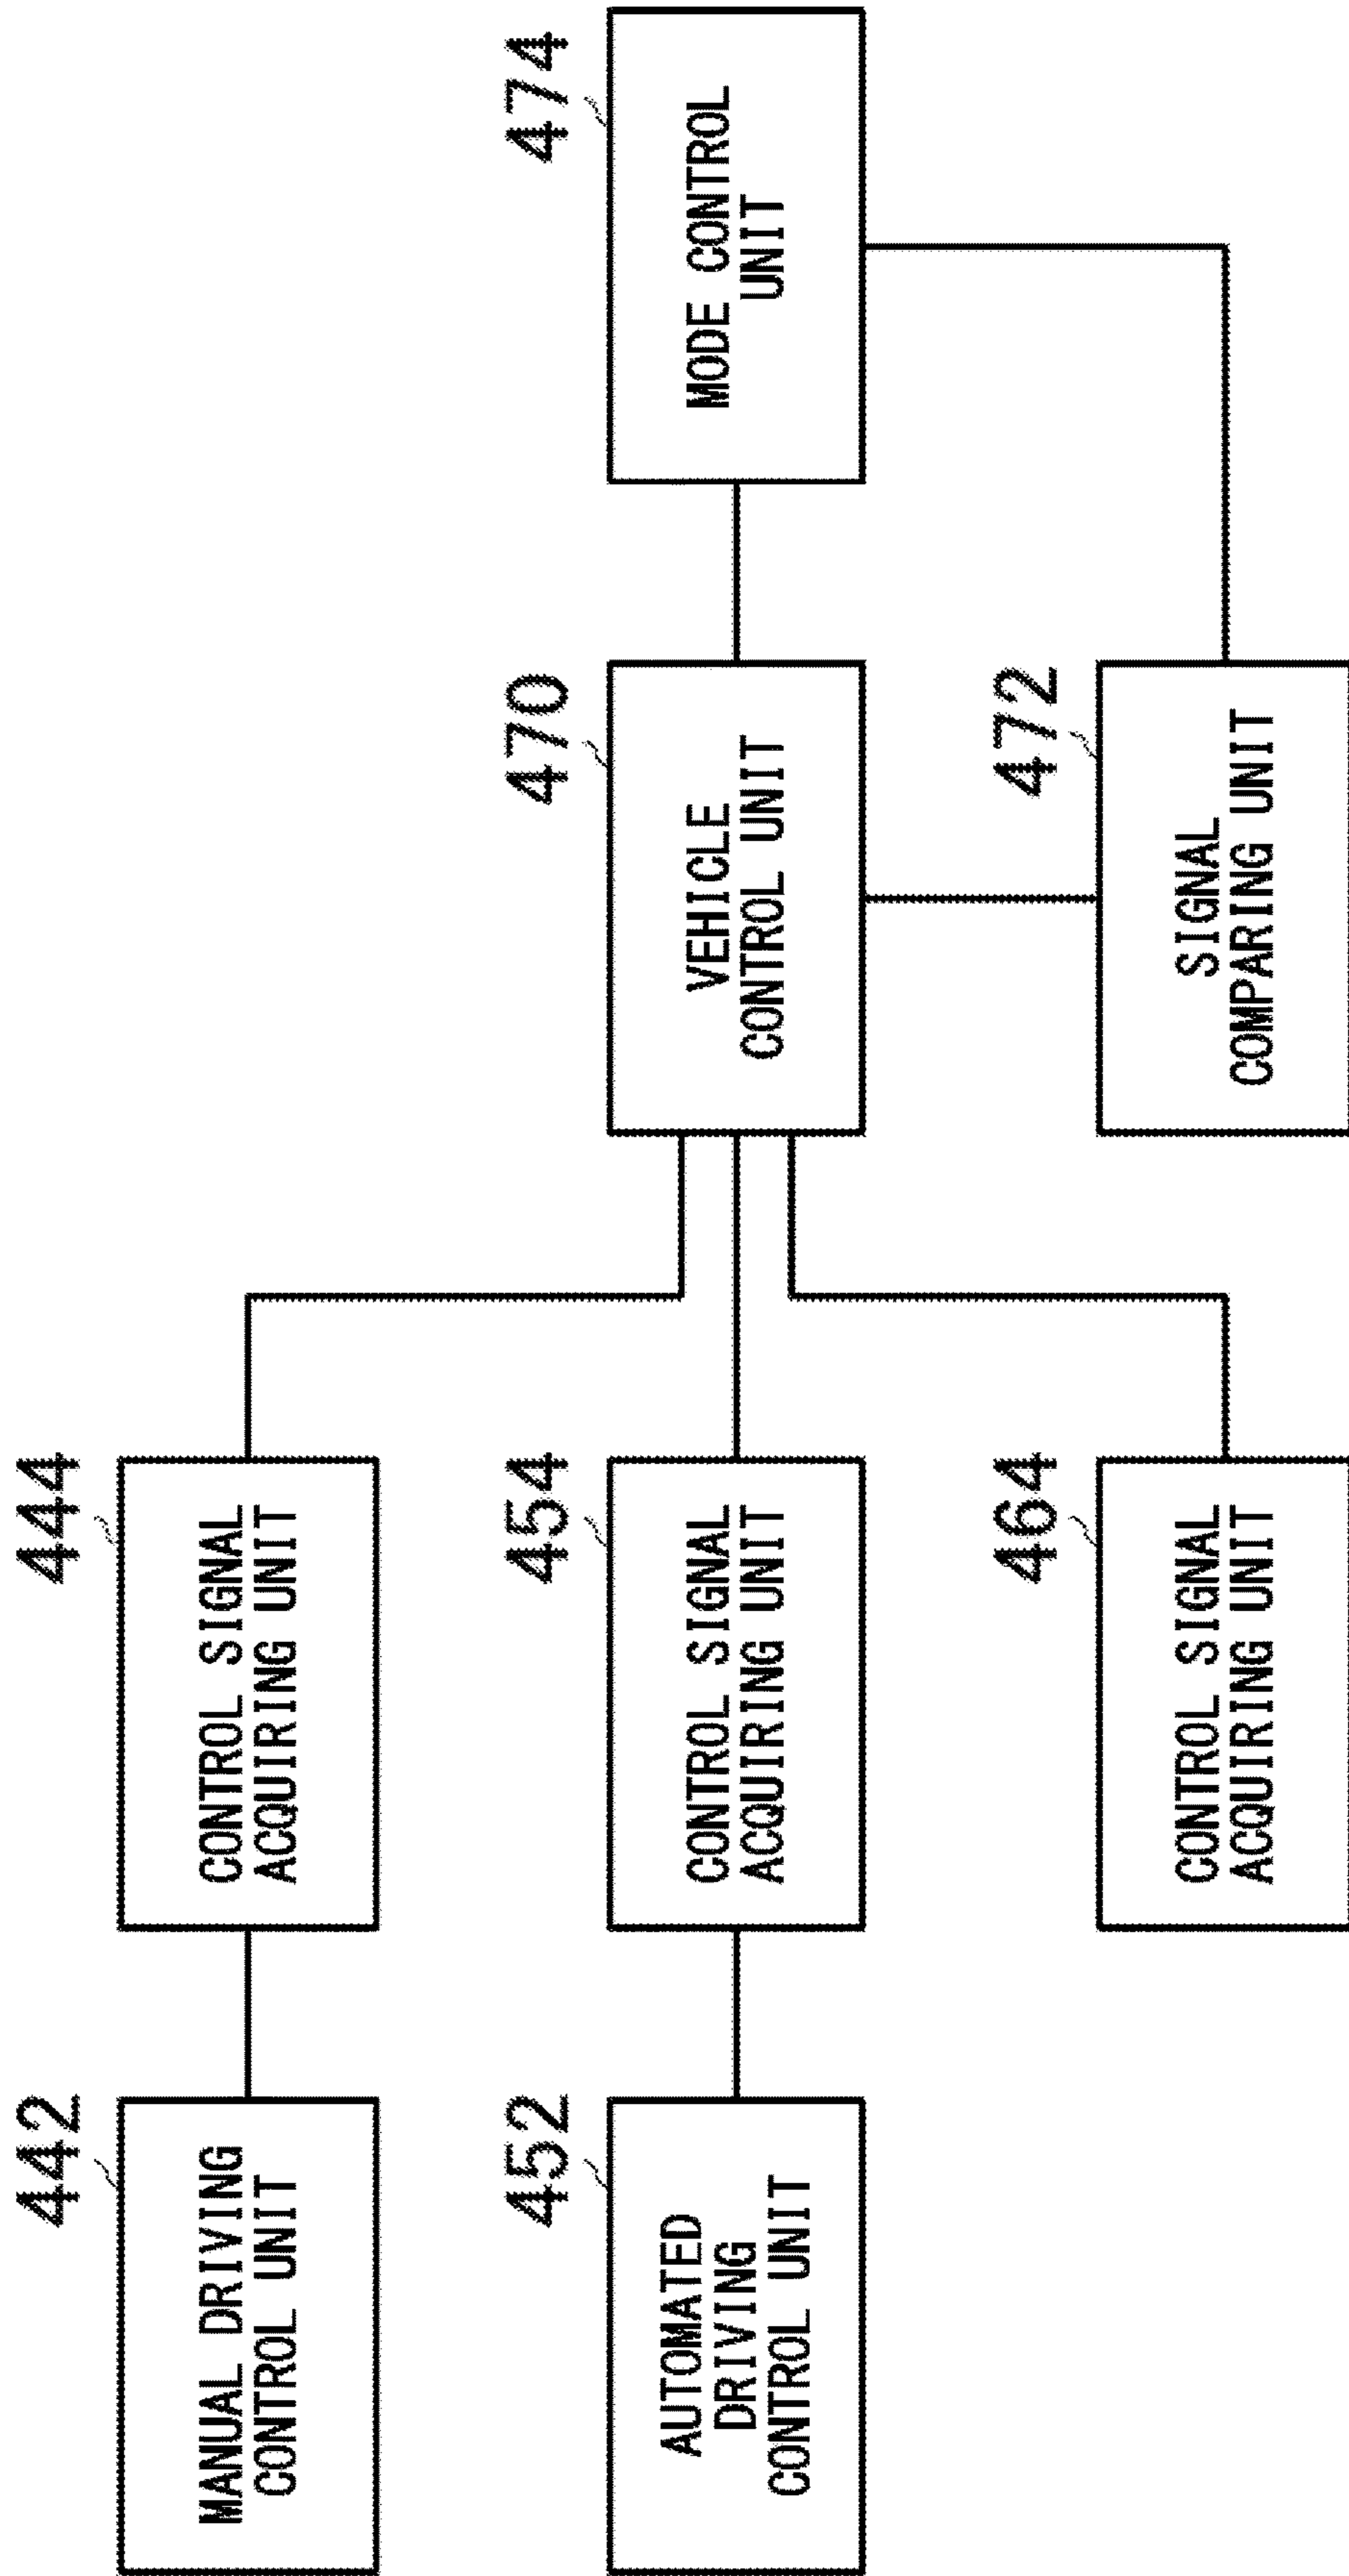 442
MANUAL DRIVING
CONTROL UNIT
444
CONTROL SIGNAL
ACQUIRING UNIT
452
AUTOMATED
DRIVING
CONTROL UNIT
454
CONTROL SIGNAL
ACQUIRING UNIT
470
VEHICLE
CONTROL UNIT
474
MODE CONTROL
UNIT
464
CONTROL SIGNAL
ACQUIRING UNIT
472
SIGNAL
COMPARING UNIT